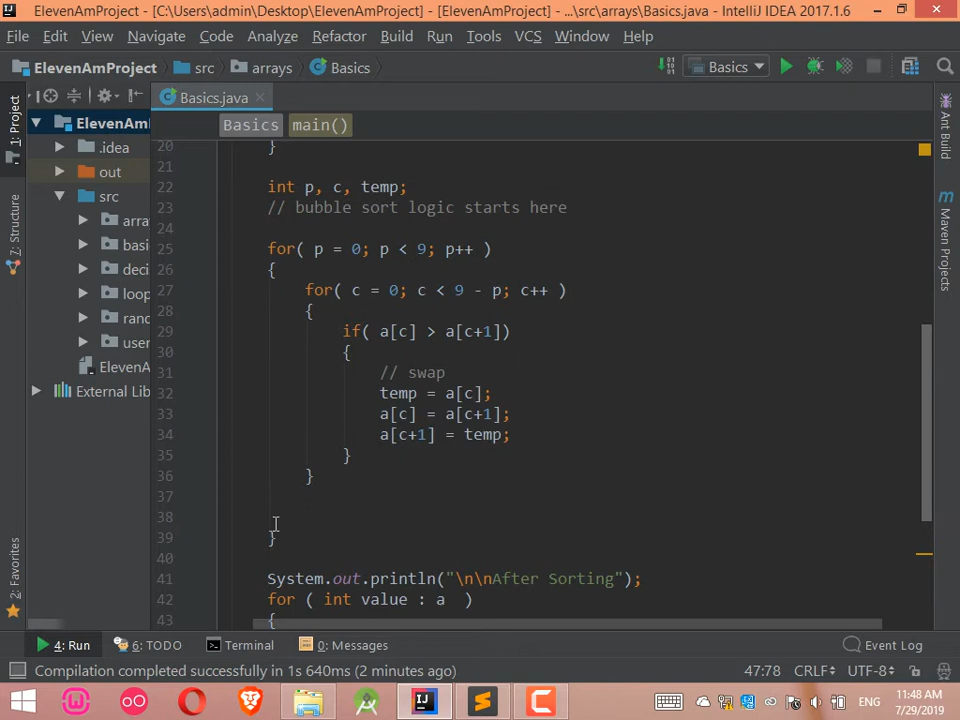 ElevenAmProject - [C:\Users\admin\Desktop\ElevenAmProject] - [ElevenAmProject] - ...\src\arrays\Basics.java - IntelliJ IDEA 2017.1.6
File Edit View Navigate Code Analyze Refactor Build Run Tools VCS Window Help
ElevenAmProject src arrays Basics Basics
1: Project
Z: Structure
2: Favorites
Basics.java
Basics main()
ElevenAml
.idea
out
src
arra
basi
deci
loop
rand
user
ElevenA
External Lib
20 }
21
22 int p, c, temp;
23 // bubble sort logic starts here
24
25 for( p = 0; p < 9; p++ )
26 {
27 for( c = 0; c < 9 - p; c++ )
28 {
29 if( a[c] > a[c+1])
30 {
31 // swap
32 temp = a[c];
33 a[c] = a[c+1];
34 a[c+1] = temp;
35 }
36 }
37
38
39 }
40
41 System.out.println("\n\nAfter Sorting");
42 for ( int value : a )
43 {
Ant Build
Maven Projects
4: Run 6: TODO Terminal 0: Messages Event Log
Compilation completed successfully in 1s 640ms (2 minutes ago) 47:78 CRLF UTF-8
ENG 11:48 AM
7/29/2019